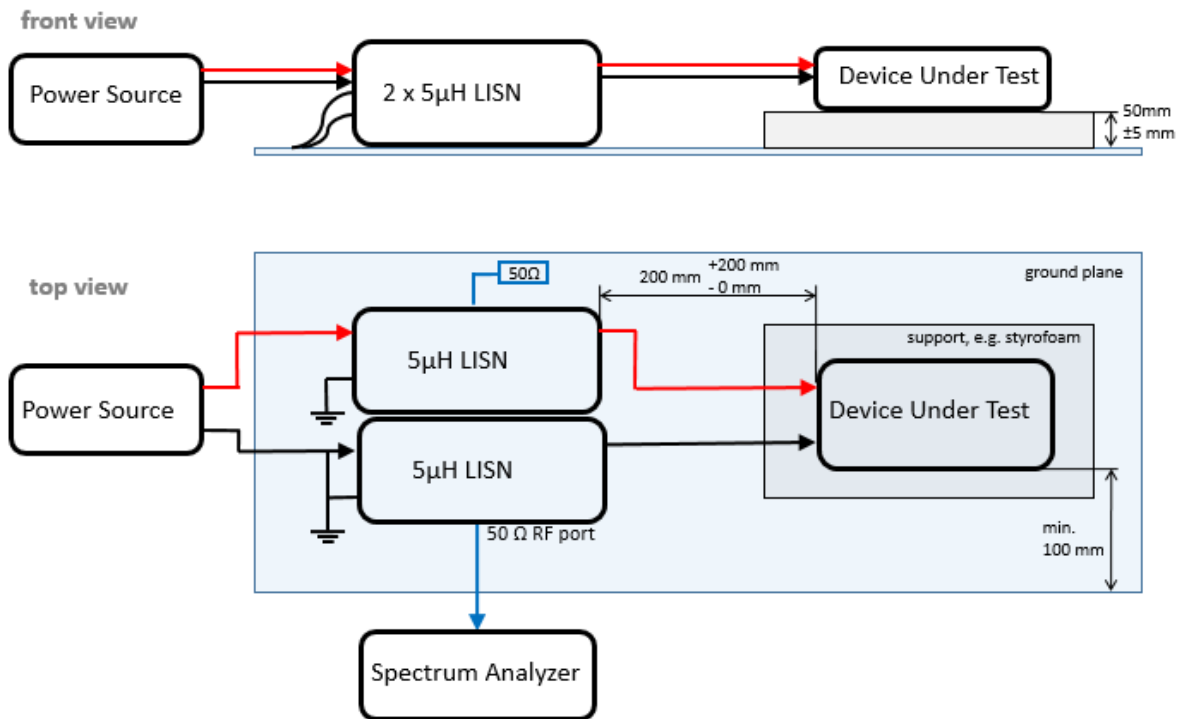 front view
Power Source
2 x 5µH LISN
Device Under Test
50mm
±5 mm
top view
50Ω
200 mm +200 mm
- 0 mm
ground plane
support, e.g. styrofoam
5µH LISN
Power Source
Device Under Test
5µH LISN
50 Ω RF port
min.
100 mm
Spectrum Analyzer